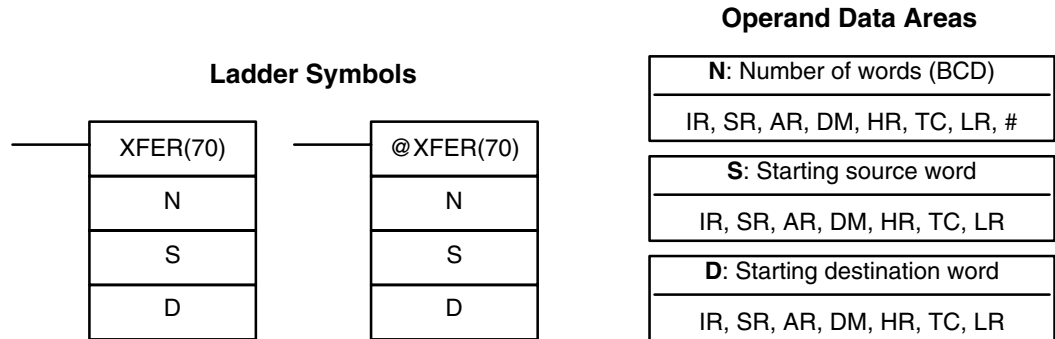 Ladder Symbols
XFER(70)
N
S
D
@XFER(70)
N
S
D
Operand Data Areas
N: Number of words (BCD)
IR, SR, AR, DM, HR, TC, LR, #
S: Starting source word
IR, SR, AR, DM, HR, TC, LR
D: Starting destination word
IR, SR, AR, DM, HR, TC, LR